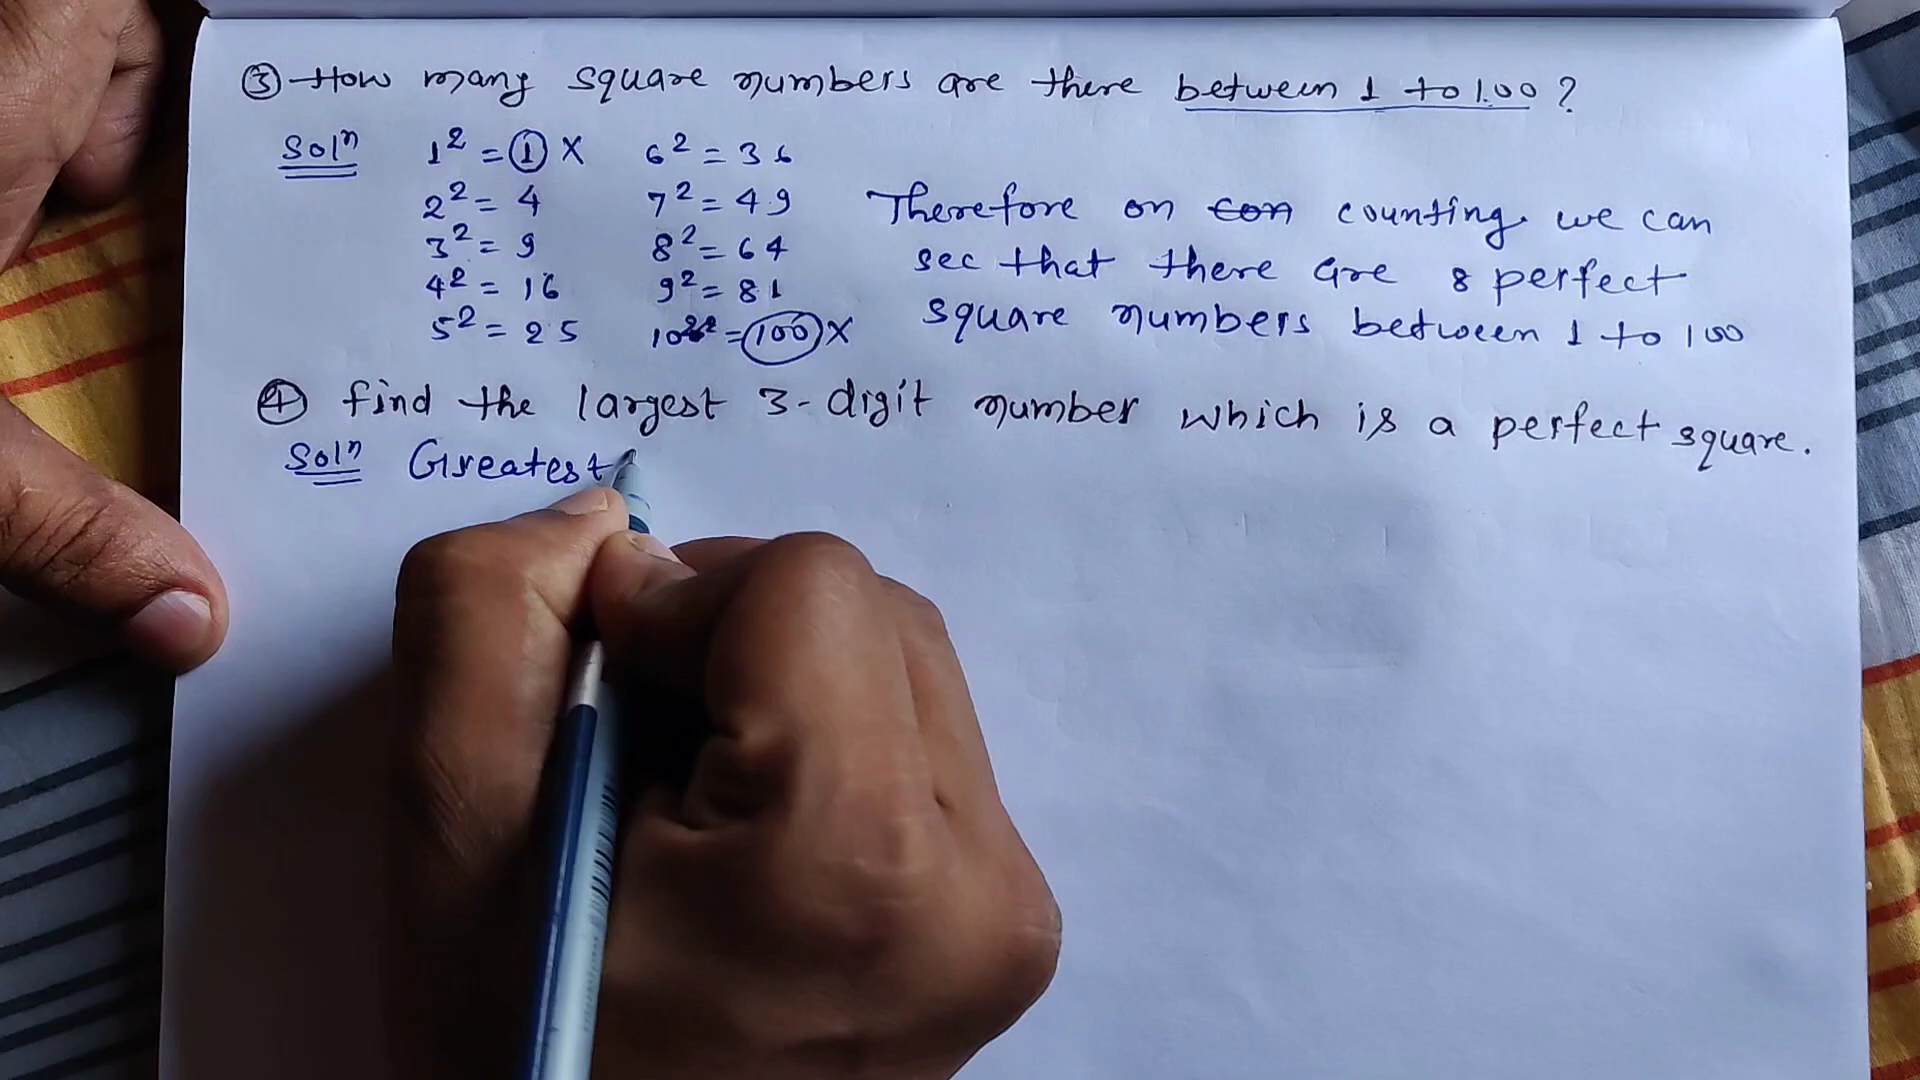 ③ How many square numbers are there between 1 to 100 ?
Solⁿ 1² = 1 X 6² = 36
2² = 4 7² = 49
3² = 9 8² = 64
4² = 16 9² = 81
5² = 25 10² = 100 X
Therefore on con counting we can
see that there are 8 perfect
square numbers between 1 to 100
④ find the largest 3-digit number which is a perfect square.
Solⁿ Greatest